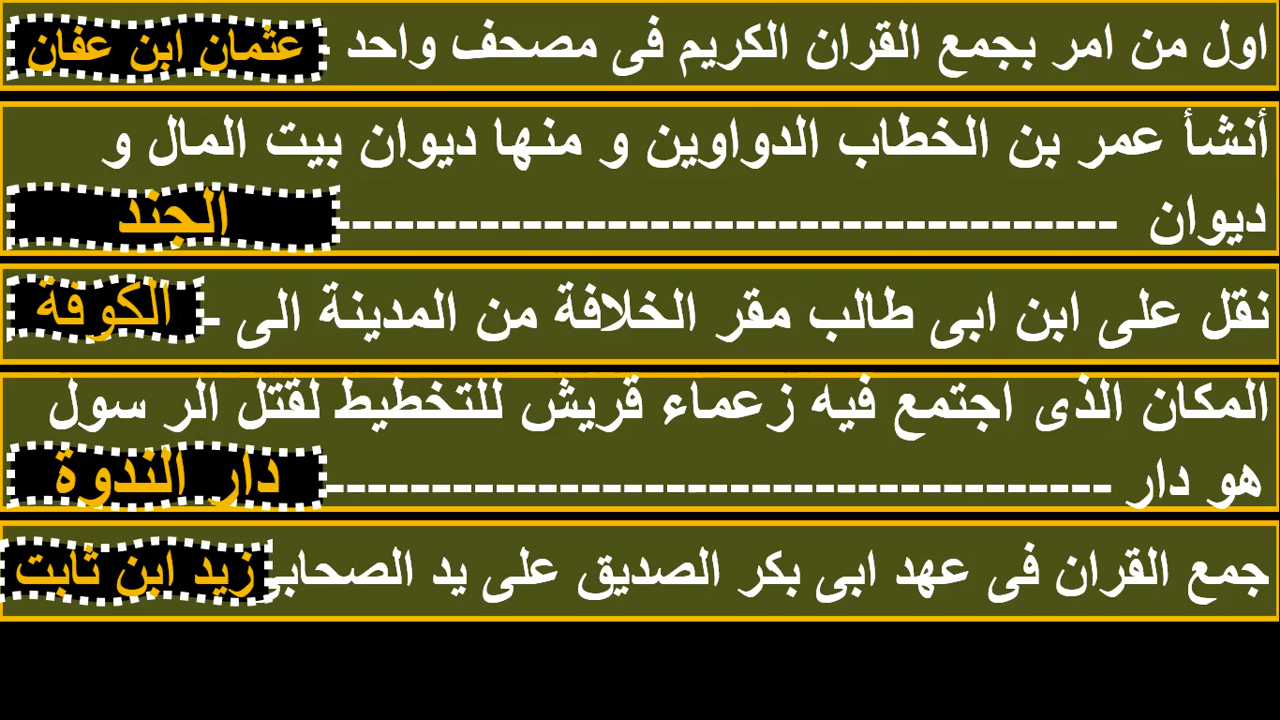 اول من امر بجمع القران الكريم فى مصحف واحد عثمان ابن عفان
أنشأ عمر بن الخطاب الدواوين و منها ديوان بيت المال و
ديوان ------------------------------------- الجند
نقل على ابن ابى طالب مقر الخلافة من المدينة الى - الكوفة
المكان الذى اجتمع فيه زعماء قريش للتخطيط لقتل الر سول
هو دار ------------------------------------- دار الندوة
جمع القران فى عهد ابى بكر الصديق على يد الصحابى زيد ابن ثابت